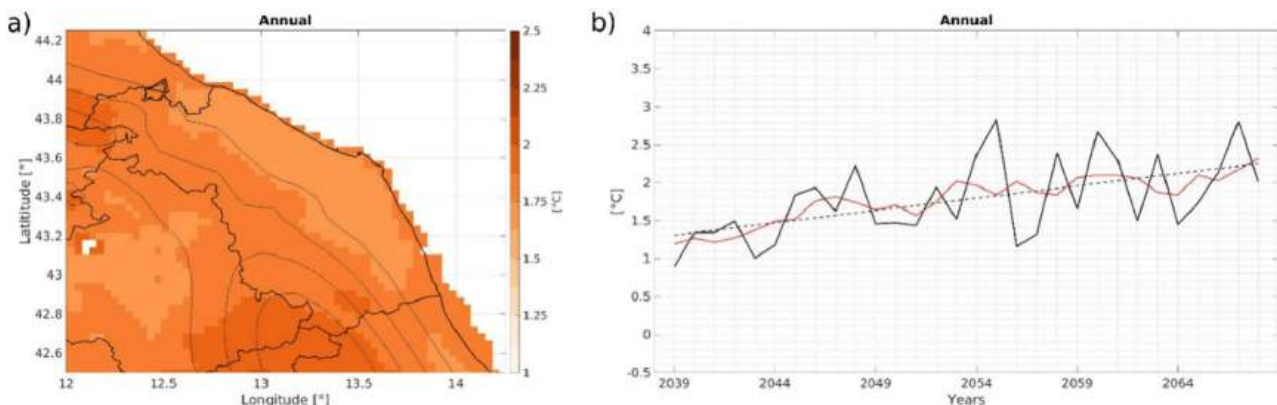 a)
Annual
44.2
44
43.8
43.6
43.4
43.2
43
42.8
42.6
Latititude [°]
12 12.5 13 13.5 14
Longitude [°]
2.5
2.25
2
1.75
1.5
1.25
1
[°C]
b)
Annual
4
3.5
3
2.5
2
1.5
1
0.5
0
-0.5
[°C]
2039 2044 2049 2054 2059 2064
Years